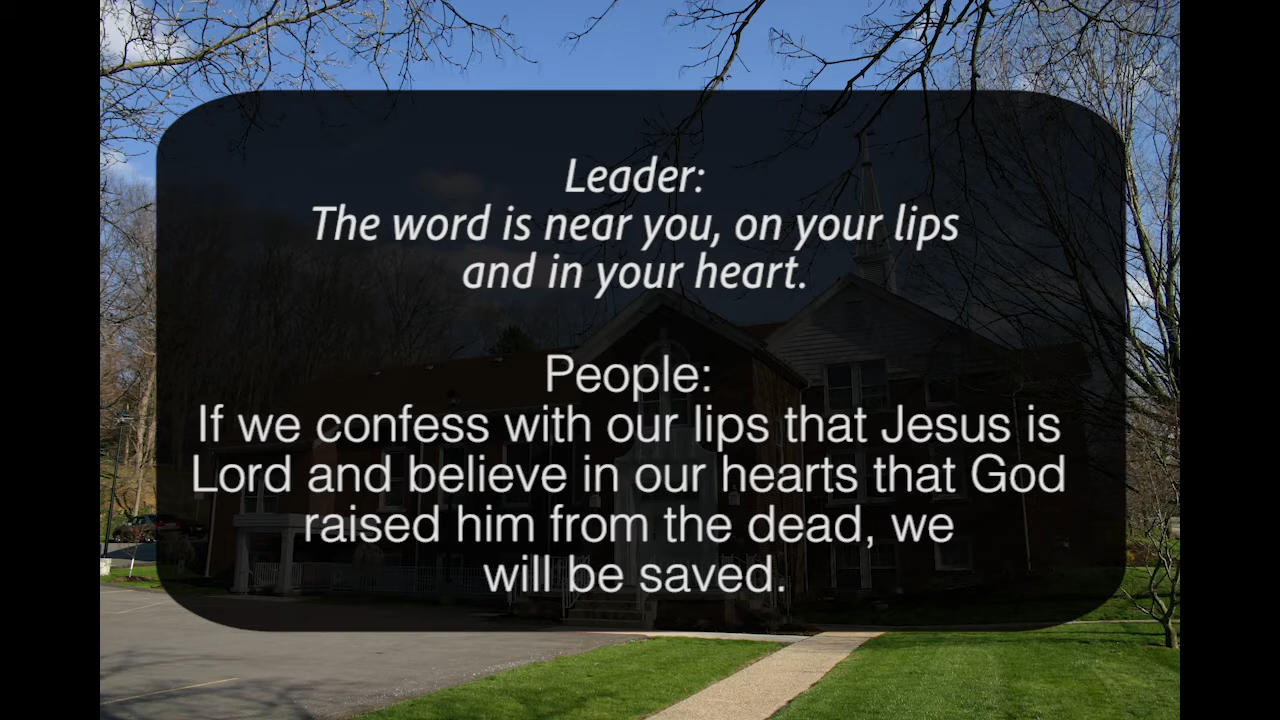 Leader:
The word is near you, on your lips
and in your heart.
People:
If we confess with our lips that Jesus is
Lord and believe in our hearts that God
raised him from the dead, we
will be saved.